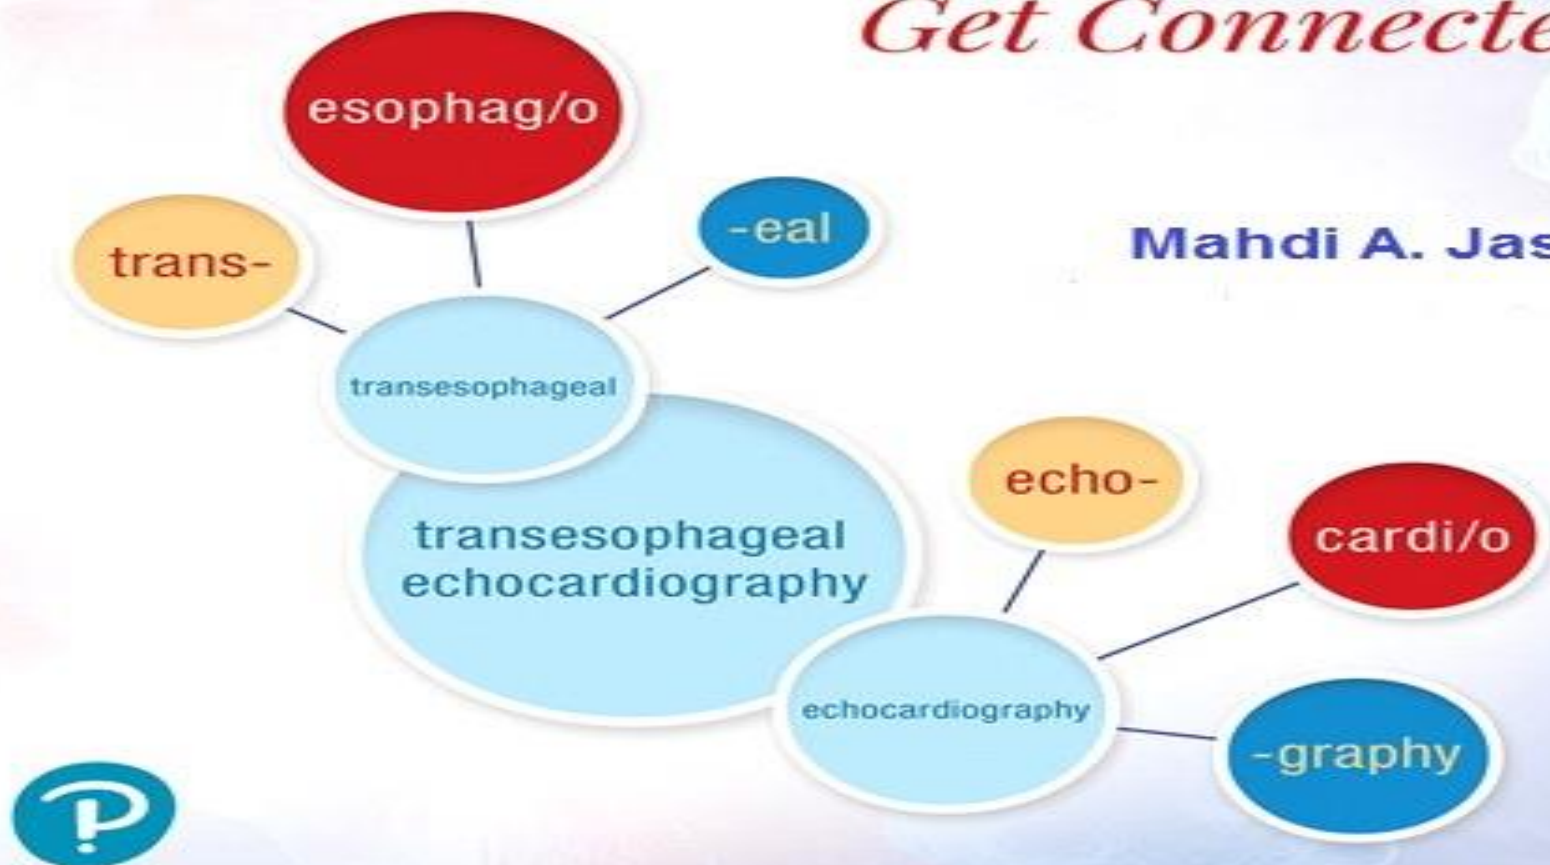 Get Connecte
esophag/o
-eal
trans-
Mahdi A. Jas
transesophageal
echo-
cardi/o
transesophageal
echocardiography
echocardiography
-graphy